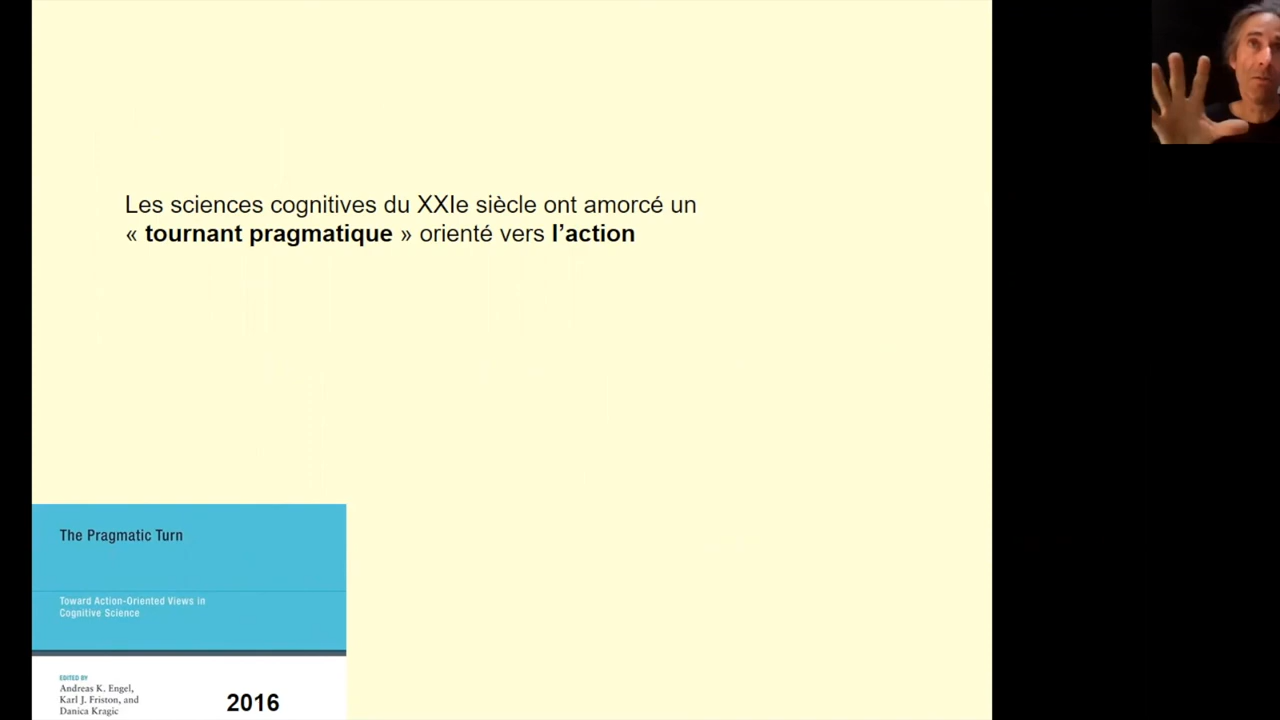 Les sciences cognitives du XXIe siècle ont amorcé un
« tournant pragmatique » orienté vers l’action
The Pragmatic Turn
Toward Action-Oriented Views in
Cognitive Science
EDITED BY
Andreas K. Engel,
Karl J. Friston, and
Danica Kragic
2016